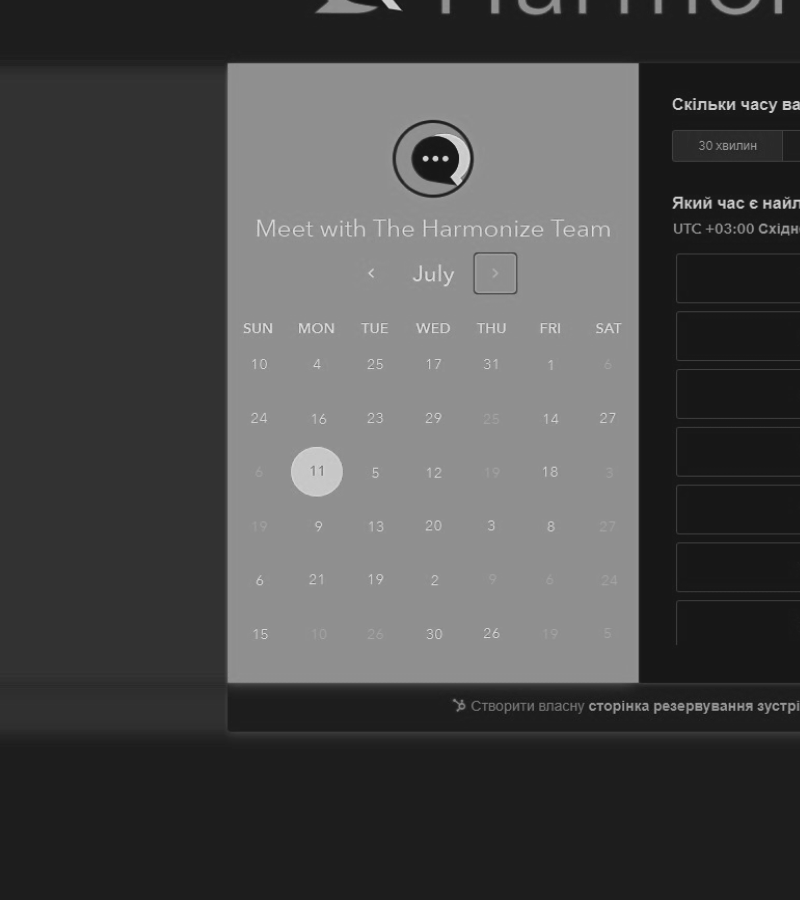 Harmon
Meet with The Harmonize Team
July
SUN MON TUE WED THU FRI SAT
10 4 25 17 31 1 6
24 16 23 29 25 14 27
6 11 5 12 19 18 3
19 9 13 20 3 8 27
6 21 19 2 9 6 24
15 10 26 30 26 19 5
Скільки часу ва
30 хвилин
Який час є найл
UTC +03:00 Східн
Створити власну сторінка резервування зустрі